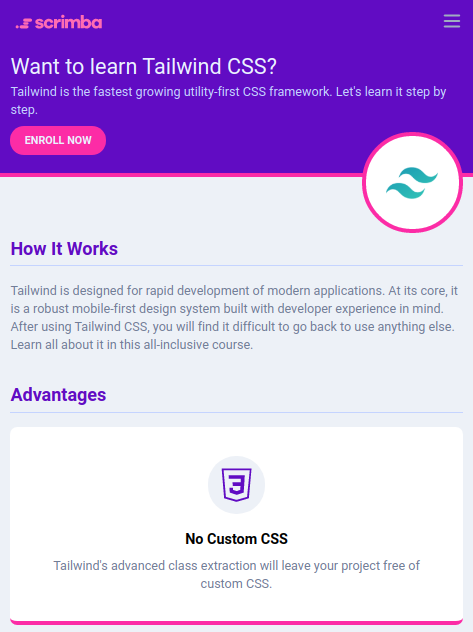 scrimba
Want to learn Tailwind CSS?
Tailwind is the fastest growing utility-first CSS framework. Let's learn it step by
step.
ENROLL NOW
How It Works
Tailwind is designed for rapid development of modern applications. At its core, it
is a robust mobile-first design system built with developer experience in mind.
After using Tailwind CSS, you will find it difficult to go back to use anything else.
Learn all about it in this all-inclusive course.
Advantages
3
No Custom CSS
Tailwind's advanced class extraction will leave your project free of
custom CSS.